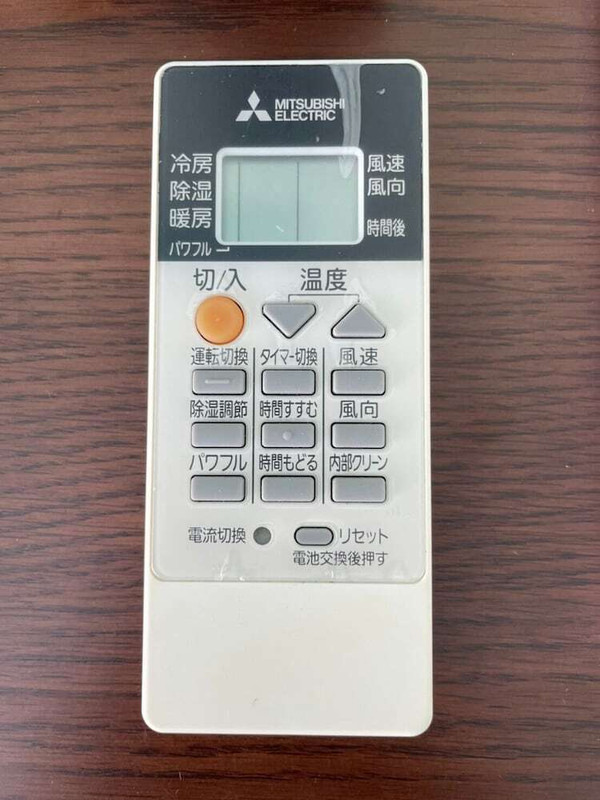 MITSUBISHI
ELECTRIC
冷房
除湿
暖房
パワフル
風速
風向
時間後
切/入
温度
運転切換
タイマー切換
風速
除湿調節
時間すすむ
風向
パワフル
時間もどる
内部クリーン
電流切換
リセット
電池交換後押す